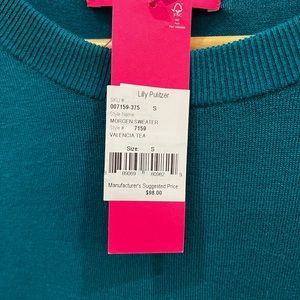 FSC
Lilly Pulitzer
SKU #
007159-375 S
Style Name
MORGEN SWEATER
Style # 7159
VALENCIA TEA
Size: S
Manufacturer's Suggested Price
$98.00